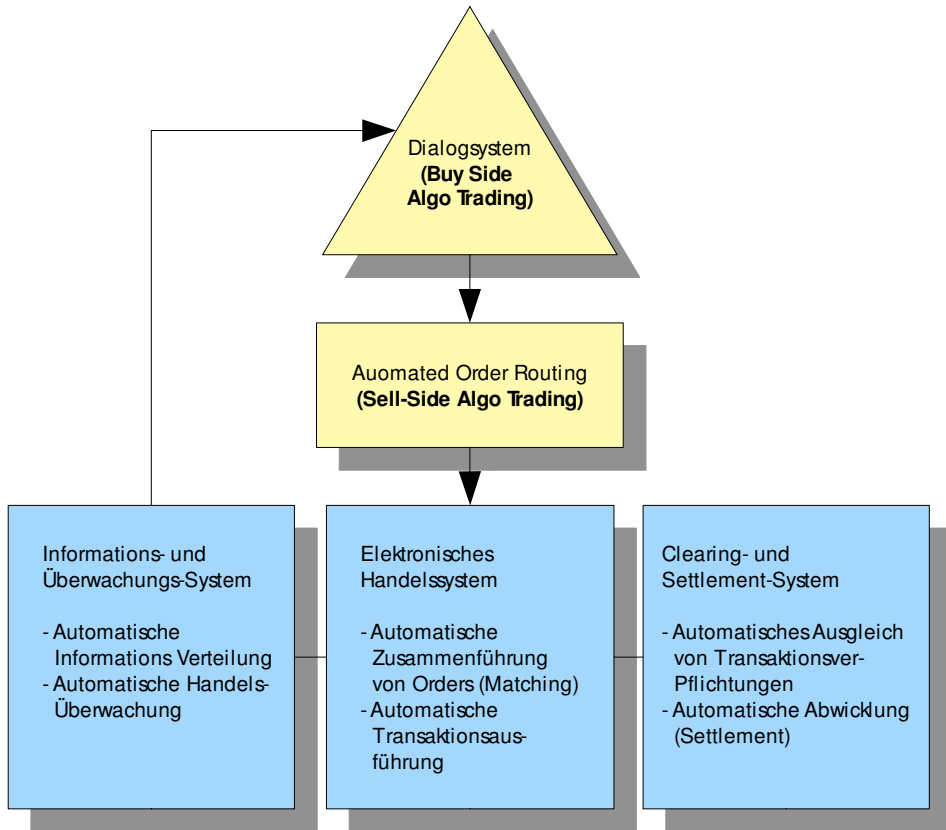 Dialogsystem
(Buy Side
Algo Trading)
Auomated Order Routing
(Sell-Side Algo Trading)
Informations- und
Überwachungs-System
- Automatische
Informations Verteilung
- Automatische Handels-
Überwachung
Elektronisches
Handelssystem
- Automatische
Zusammenführung
von Orders (Matching)
- Automatische
Transaktionsaus-
führung
Clearing- und
Settlement-System
- Automatisches Ausgleich
von Transaktionsver-
Pflichtungen
- Automatische Abwicklung
(Settlement)